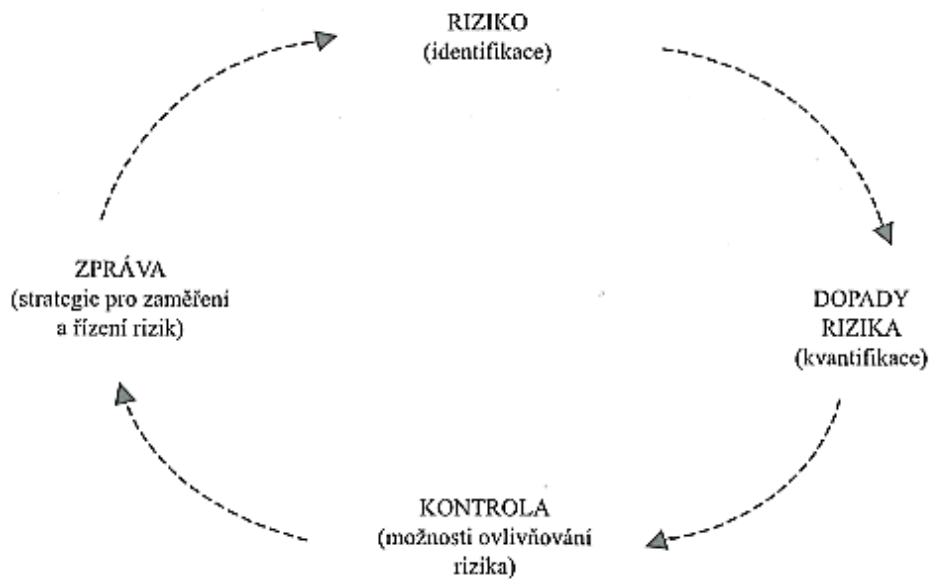 RIZIKO
(identifikace)
ZPRÁVA
(strategie pro zaměření
a řízení rizik)
DOPADY
RIZIKA
(kvantifikace)
KONTROLA
(možnosti ovlivňování
rizika)